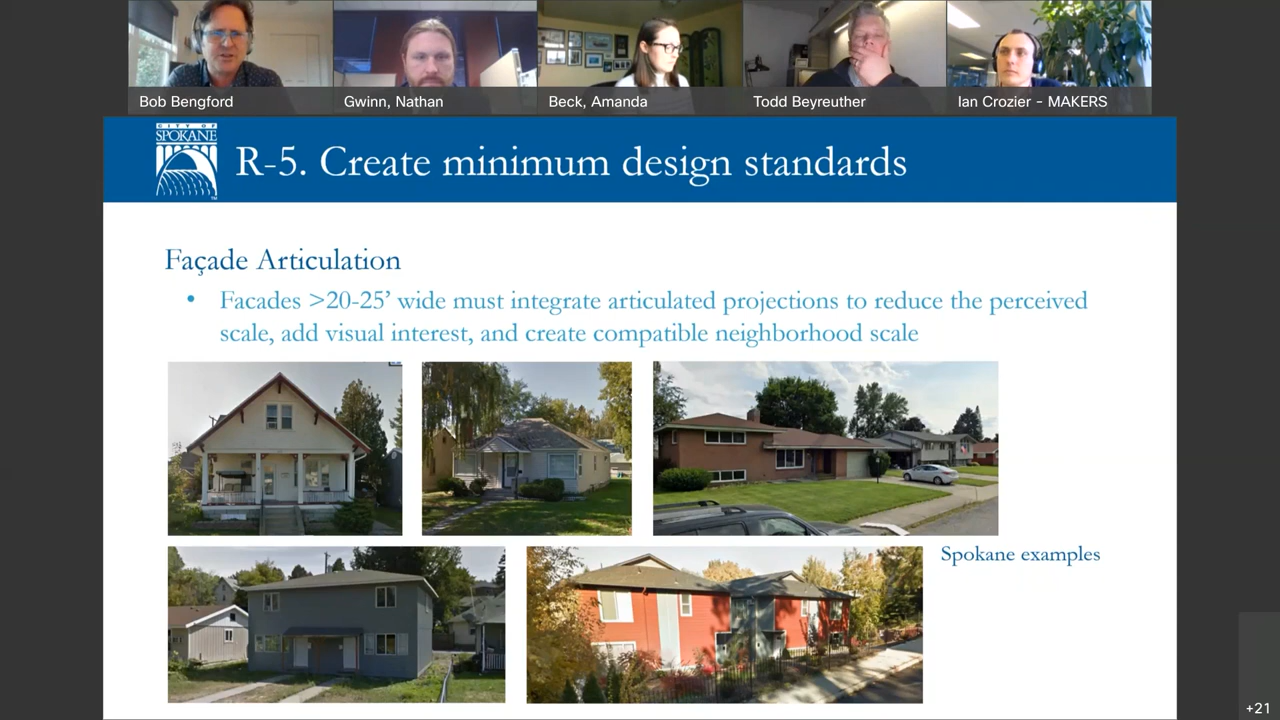 Bob Bengford
Gwinn, Nathan
Beck, Amanda
Todd Beyreuther
Ian Crozier - MAKERS
CITY OF
SPOKANE
R-5. Create minimum design standards
Façade Articulation
• Facades >20-25’ wide must integrate articulated projections to reduce the perceived
scale, add visual interest, and create compatible neighborhood scale
Spokane examples
+21